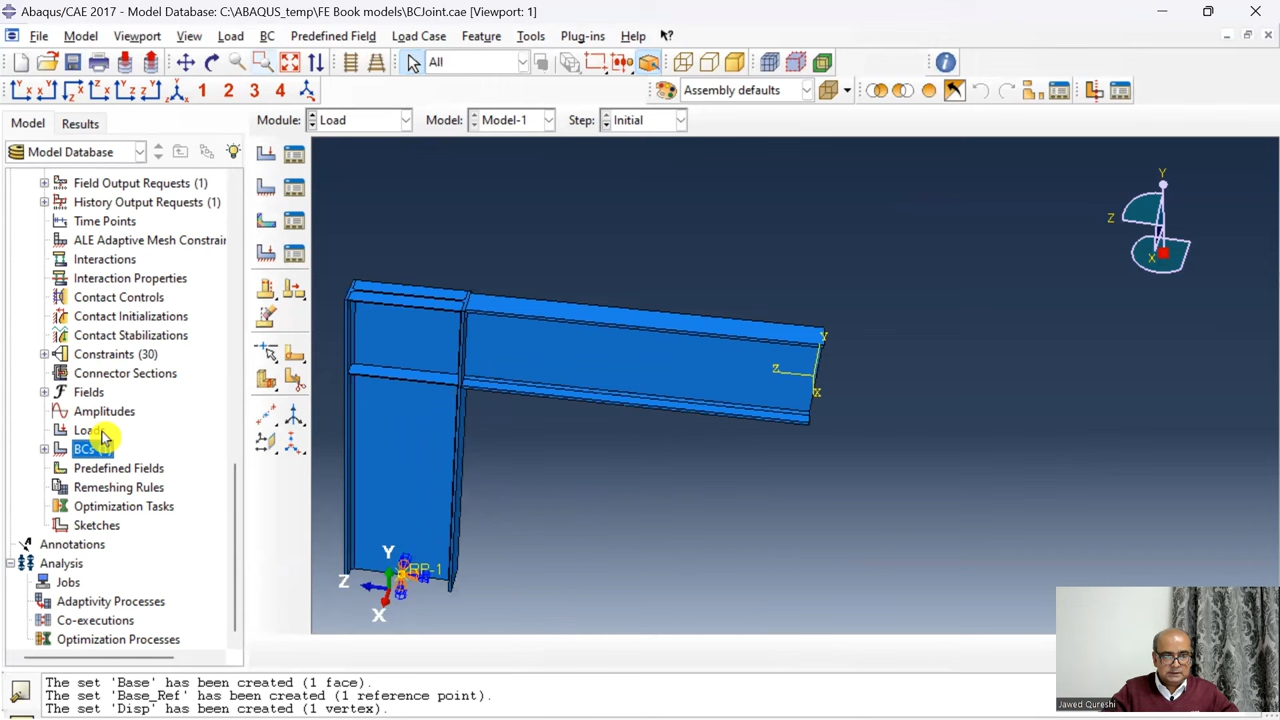 Abaqus/CAE 2017 - Model Database: C:\ABAQUS_temp\FE Book models\BCJoint.cae [Viewport: 1]
File Model Viewport View Load BC Predefined Field Load Case Feature Tools Plug-ins Help
All
1 2 3 4 Assembly defaults
Model Results Module: Load Model: Model-1 Step: Initial
Model Database
Field Output Requests (1)
History Output Requests (1)
Time Points
ALE Adaptive Mesh Constrain
Interactions
Interaction Properties
Contact Controls
Contact Initializations
Contact Stabilizations
Constraints (30)
Connector Sections
Fields
Amplitudes
Loads
BCs (1)
Predefined Fields
Remeshing Rules
Optimization Tasks
Sketches
Annotations
Analysis
Jobs
Adaptivity Processes
Co-executions
Optimization Processes
Y
Z
X
Y
Z
X
Y
RP-1
Z
X
Jawed Qureshi
The set 'Base' has been created (1 face).
The set 'Base_Ref' has been created (1 reference point).
The set 'Disp' has been created (1 vertex).